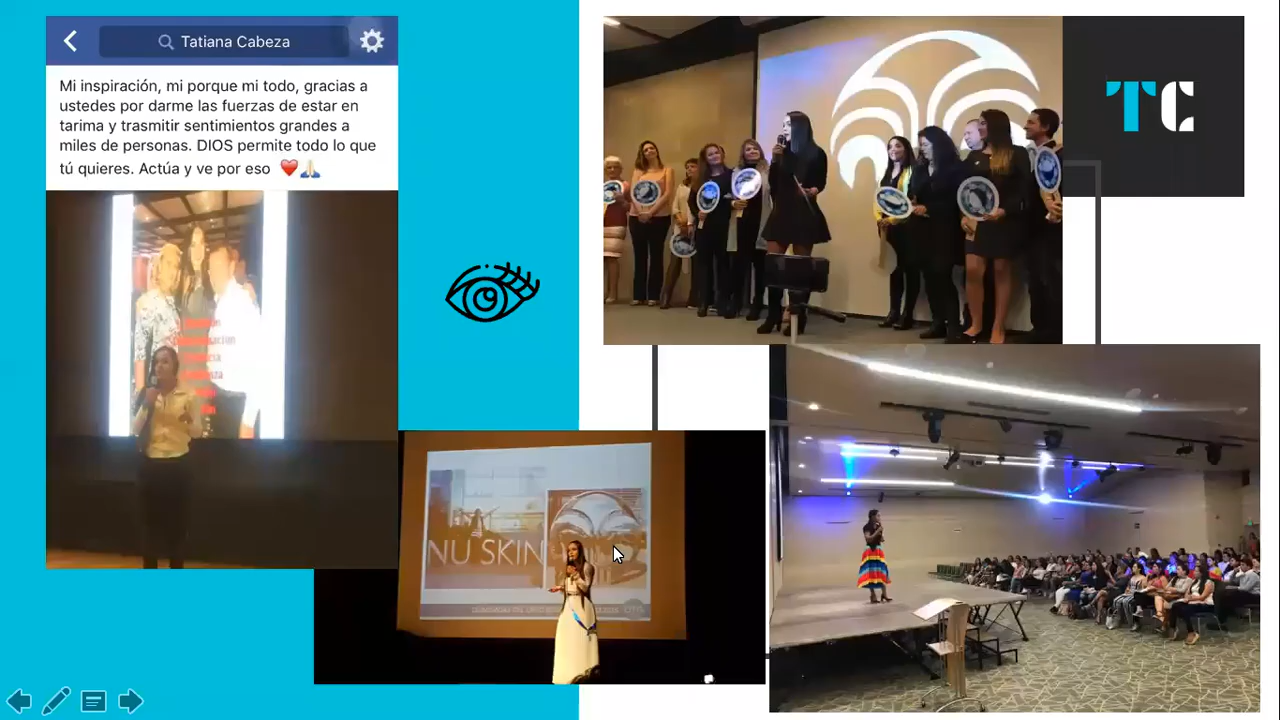 Tatiana Cabeza
Mi inspiración, mi porque mi todo, gracias a
ustedes por darme las fuerzas de estar en
tarima y trasmitir sentimientos grandes a
miles de personas. DIOS permite todo lo que
tú quieres. Actúa y ve por eso ❤️🙏
TC
NU SKIN